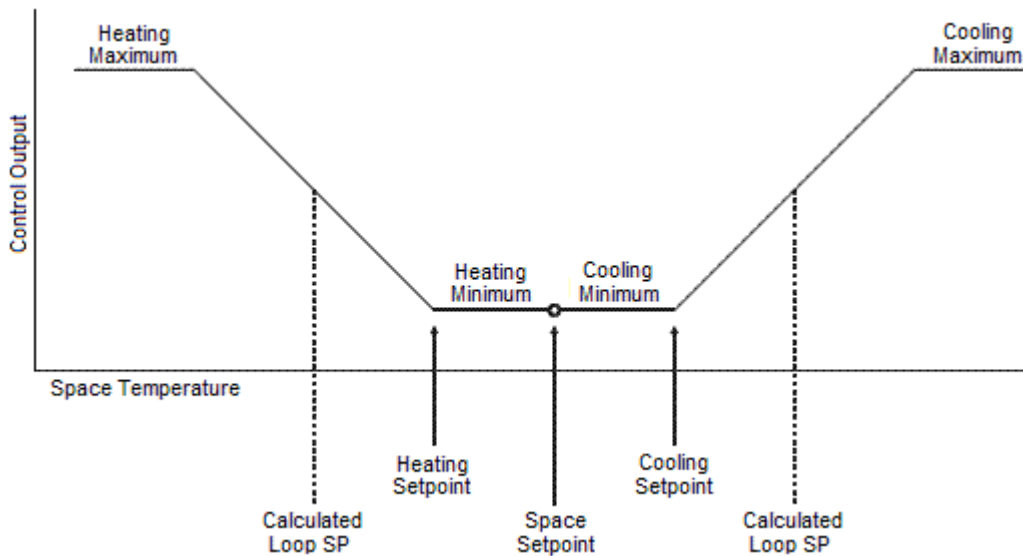 Heating
Maximum
Cooling
Maximum
Control Output
Heating
Minimum
Cooling
Minimum
Space Temperature
Heating
Setpoint
Cooling
Setpoint
Calculated
Loop SP
Space
Setpoint
Calculated
Loop SP